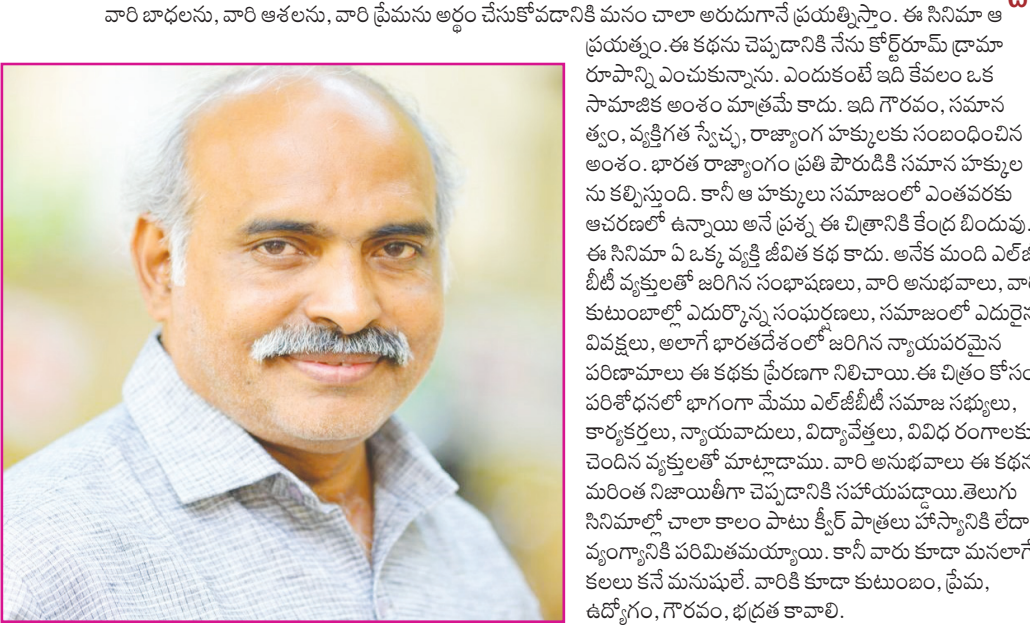 వారి బాధలను, వారి ఆశలను, వారి ప్రేమను అర్థం చేసుకోవడానికి మనం చాలా అరుదుగానే ప్రయత్నిస్తాం. ఈ సినిమా ఆ
ప్రయత్నం.ఈ కథను చెప్పడానికి నేను కోర్ట్‌రూమ్ డ్రామా
రూపాన్ని ఎంచుకున్నాను. ఎందుకంటే ఇది కేవలం ఒక
సామాజిక అంశం మాత్రమే కాదు. ఇది గౌరవం, సమాన
త్వం, వ్యక్తిగత స్వేచ్ఛ, రాజ్యాంగ హక్కులకు సంబంధించిన
అంశం. భారత రాజ్యాంగం ప్రతి పౌరుడికి సమాన హక్కుల
ను కల్పిస్తుంది. కానీ ఆ హక్కులు సమాజంలో ఎంతవరకు
ఆచరణలో ఉన్నాయి అనే ప్రశ్న ఈ చిత్రానికి కేంద్ర బిందువు.
ఈ సినిమా ఏ ఒక్క వ్యక్తి జీవిత కథ కాదు. అనేక మంది
బీటీ వ్యక్తులతో జరిగిన సంభాషణలు, వారి అనుభవాలు,
కుటుంబాల్లో ఎదుర్కొన్న సంఘర్షణలు, సమాజంలో
వివక్షలు, అలాగే భారతదేశంలో జరిగిన న్యాయపరమైన
పరిణామాలు ఈ కథకు ప్రేరణగా నిలిచాయి.ఈ చిత్రం
పరిశోధనలో భాగంగా మేము ఎల్‌జీబీటీ సమాజ సభ్యులు,
కార్యకర్తలు, న్యాయవాదులు, విద్యావేత్తలు, వివిధ రంగాలకు
చెందిన వ్యక్తులతో మాట్లాడాము. వారి అనుభవాలు ఈ
మరింత నిజాయితీగా చెప్పడానికి సహాయపడ్డాయి.తెలుగు
సినిమాల్లో చాలా కాలం పాటు క్వీర్ పాత్రలు హాస్యానికి లేదా
వ్యంగ్యానికి పరిమితమయ్యాయి. కానీ వారు కూడా మనలాగే
కలలు కనే మనుషులే. వారికి కూడా కుటుంబం, ప్రేమ,
ఉద్యోగం, గౌరవం, భద్రత కావాలి.